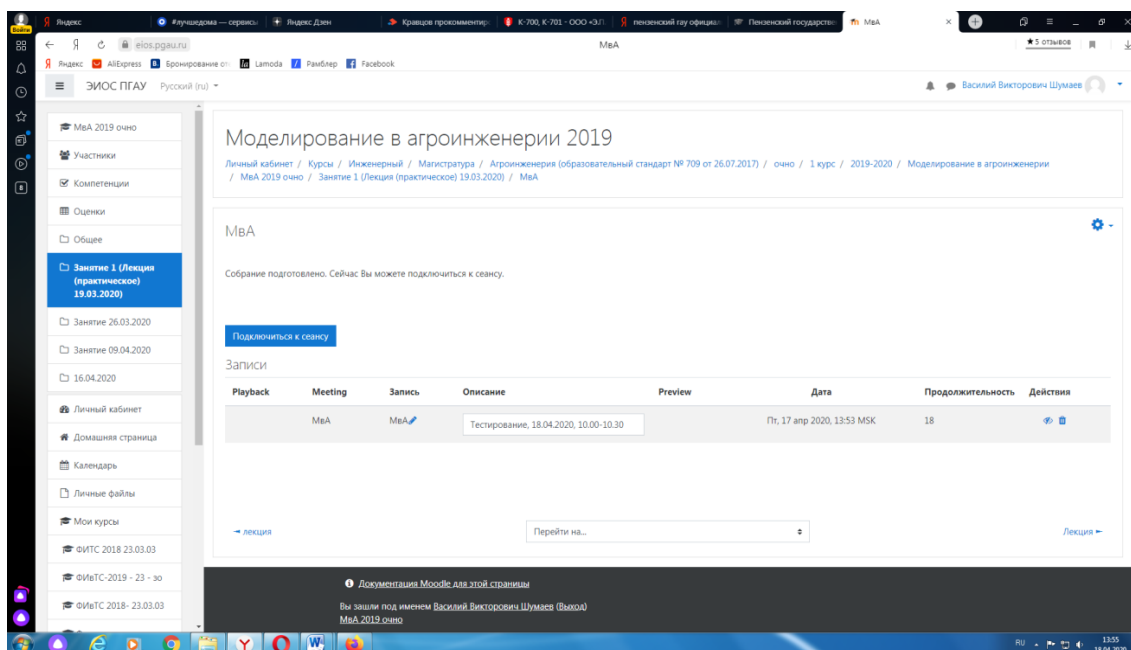 Яндекс
#лучшедома — сервисы
Яндекс Дзен
Кравцов прокомментир
К-700, К-701 - ООО «Э.П
пензенский гау официал
Пензенский государстве
МвА
Войти
eios.pgau.ru
МвА
★ 5 отзывов
Яндекс
AliExpress
Бронирование от
Lamoda
Рамблер
Facebook
ЭИОС ПГАУ Русский (ru)
Василий Викторович Шумаев
МвА 2019 очно
Участники
Компетенции
Оценки
Общее
Занятие 1 (Лекция
(практическое)
19.03.2020)
Занятие 26.03.2020
Занятие 09.04.2020
16.04.2020
Личный кабинет
Домашняя страница
Календарь
Личные файлы
Мои курсы
ФИТС 2018 23.03.03
ФИвТС-2019 - 23 - зо
ФИвТС 2018- 23.03.03
Моделирование в агроинженерии 2019
Личный кабинет / Курсы / Инженерный / Магистратура / Агроинженерия (образовательный стандарт № 709 от 26.07.2017) / очно / 1 курс / 2019-2020 / Моделирование в агроинженерии
/ МвА 2019 очно / Занятие 1 (Лекция (практическое) 19.03.2020) / МвА
МвА
Собрание подготовлено. Сейчас Вы можете подключиться к сеансу.
Подключиться к сеансу
Записи
Playback Meeting Запись Описание Preview Дата Продолжительность Действия
МвА МвА Тестирование, 18.04.2020, 10.00-10.30 Пт, 17 апр 2020, 13:53 MSK 18
◄ лекция
Перейти на...
Лекция ►
Документация Moodle для этой страницы
Вы зашли под именем Василий Викторович Шумаев (Выход)
МвА 2019 очно
RU
13:55
18.04.2020